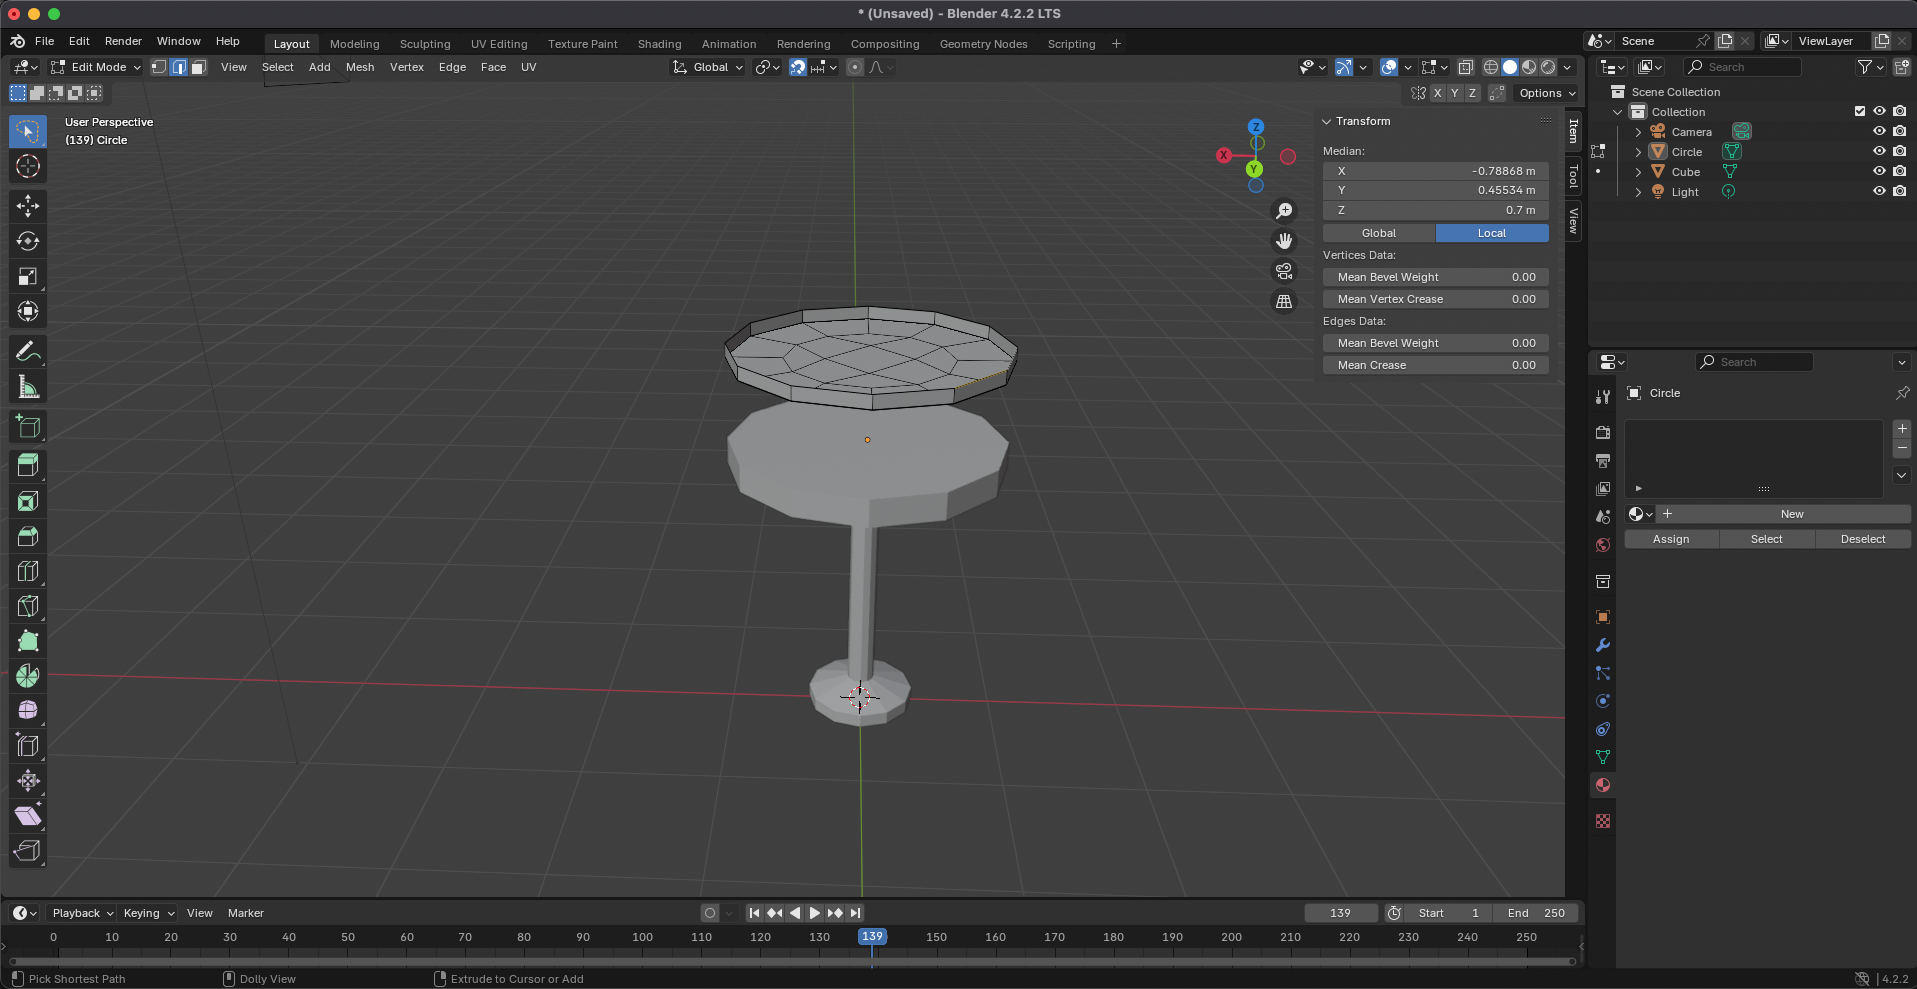 * (Unsaved) - Blender 4.2.2 LTS
File Edit Render Window Help
Layout Modeling Sculpting UV Editing Texture Paint Shading Animation Rendering Compositing Geometry Nodes Scripting +
Scene ViewLayer
Edit Mode View Select Add Mesh Vertex Edge Face UV Global
Search
X Y Z Options
User Perspective
(139) Circle
Z
X
Y
Transform
Median:
X -0.78868 m
Y 0.45534 m
Z 0.7 m
Global Local
Vertices Data:
Mean Bevel Weight 0.00
Mean Vertex Crease 0.00
Edges Data:
Mean Bevel Weight 0.00
Mean Crease 0.00
Item
Tool
View
Scene Collection
Collection
Camera
Circle
Cube
Light
Search
Circle
New
Assign Select Deselect
Playback Keying View Marker
139 Start 1 End 250
0 10 20 30 40 50 60 70 80 90 100 110 120 130 139 150 160 170 180 190 200 210 220 230 240 250
Pick Shortest Path Dolly View Extrude to Cursor or Add
4.2.2